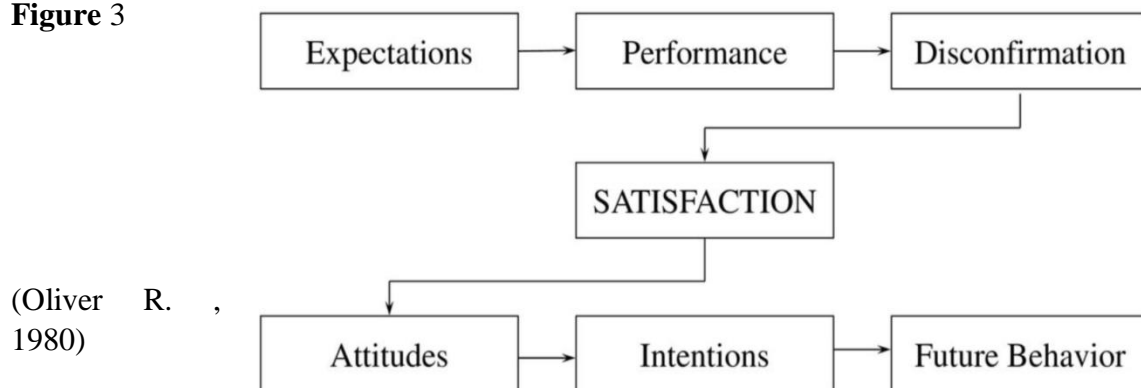 Figure 3
Expectations
Performance
Disconfirmation
SATISFACTION
(Oliver R. ,
1980)
Attitudes
Intentions
Future Behavior